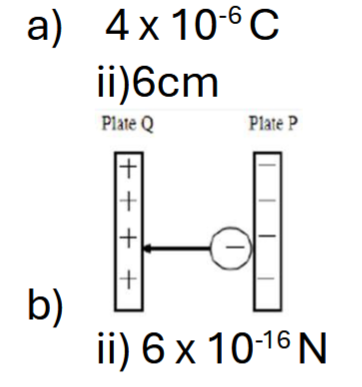 a) 4 x 10⁻⁶ C
ii)6cm
Plate Q Plate P
+ −
+ −
+ − −
+ −
b)
ii) 6 x 10⁻¹⁶ N